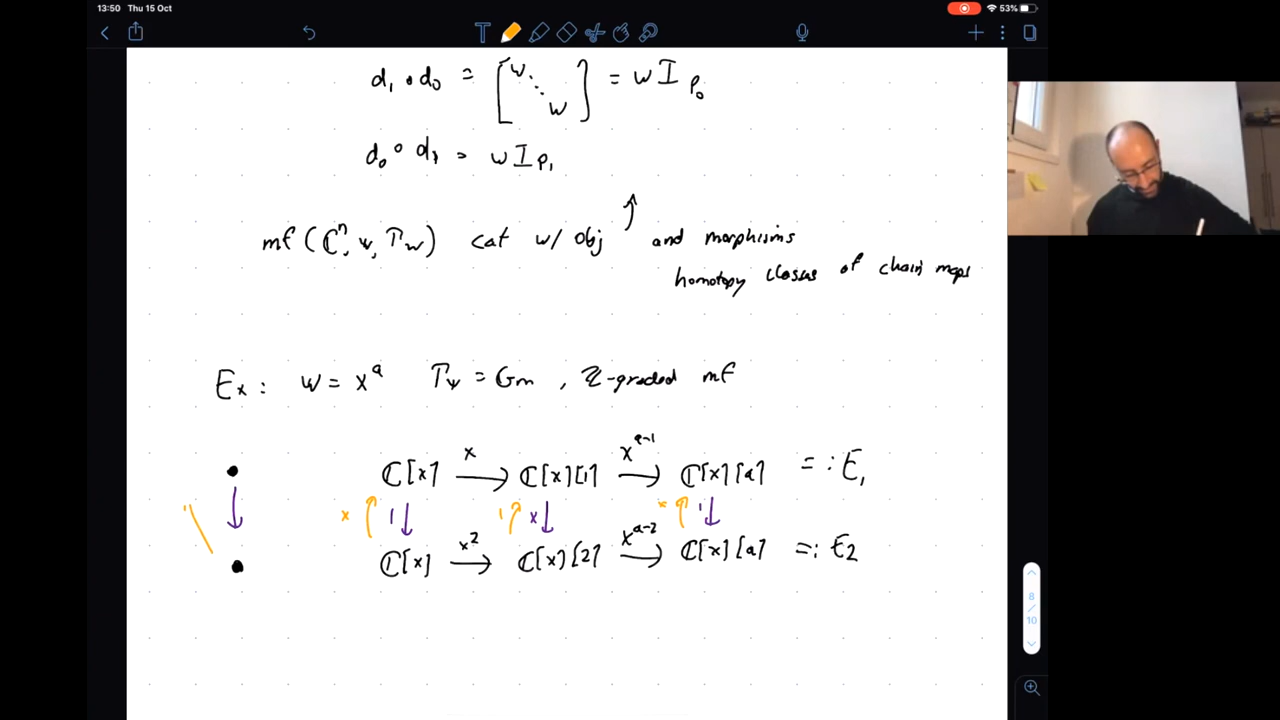 13:50 Thu 15 Oct
53%
d₁ ∘ d₀ = [w ⋱ w] = w I P₀
d₀ ∘ d₁ = w I P₁
mf(ℂⁿ, w, Γ_w) cat w/ obj ↑ and morphisms
homotopy classes of chain maps
Ex: w = x^a Γ_w = Gm, ℤ-graded mf
ℂ[x] →^x ℂ[x][1] →^{a-1} ℂ[x][a] =: E₁
x ↑ 1 ↓ 1 ↑ x ↓ x ↑ 1 ↓
ℂ[x] →^{x²} ℂ[x][2] →^{x^{a-2}} ℂ[x][a] =: E₂
8
/
10